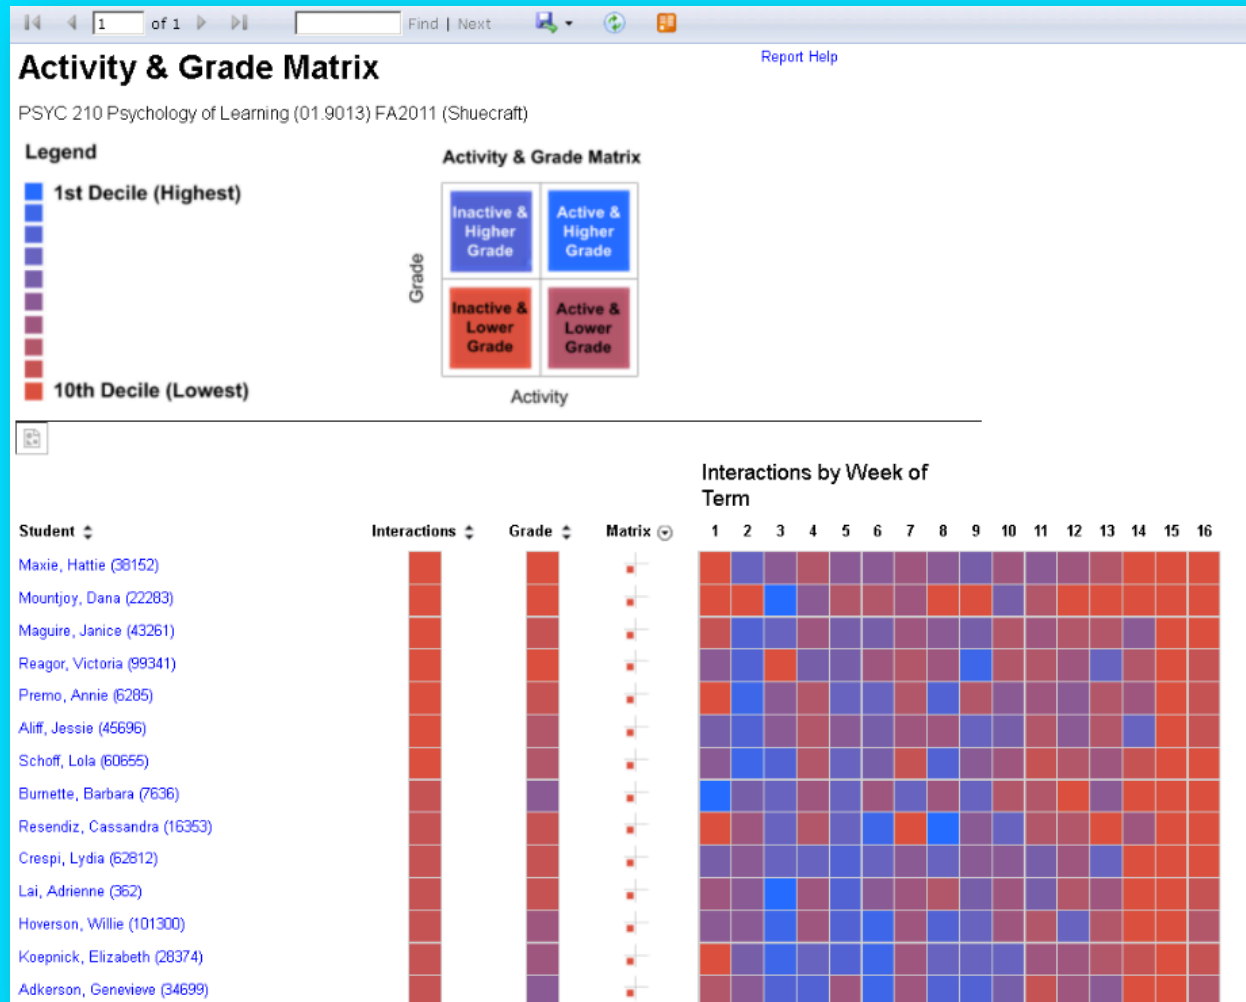 1 of 1 Find | Next
Activity & Grade Matrix
Report Help
PSYC 210 Psychology of Learning (01.9013) FA2011 (Shuecraft)
Legend
1st Decile (Highest)
10th Decile (Lowest)
Activity & Grade Matrix
Grade
Inactive &
Higher
Grade
Active &
Higher
Grade
Inactive &
Lower
Grade
Active &
Lower
Grade
Activity
Interactions by Week of
Term
Student Interactions Grade Matrix 1 2 3 4 5 6 7 8 9 10 11 12 13 14 15 16
Maxie, Hattie (38152)
Mountjoy, Dana (22283)
Maguire, Janice (43261)
Reagor, Victoria (99341)
Premo, Annie (6285)
Aliff, Jessie (45696)
Schoff, Lola (60655)
Burnette, Barbara (7636)
Resendiz, Cassandra (16353)
Crespi, Lydia (62812)
Lai, Adrienne (362)
Hoverson, Willie (101300)
Koepnick, Elizabeth (28374)
Adkerson, Genevieve (34699)